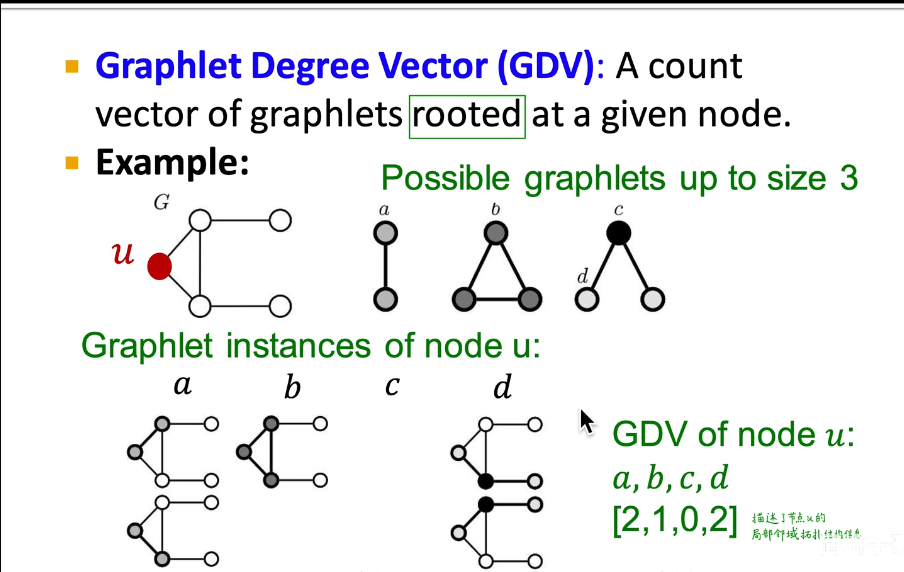 Graphlet Degree Vector (GDV): A count
vector of graphlets rooted at a given node.
Example:
Possible graphlets up to size 3
G
a
b
c
u
d
Graphlet instances of node u:
a
b
c
d
GDV of node u:
a, b, c, d
[2,1,0,2]
描述了节点u的
局部邻域拓扑结构信息